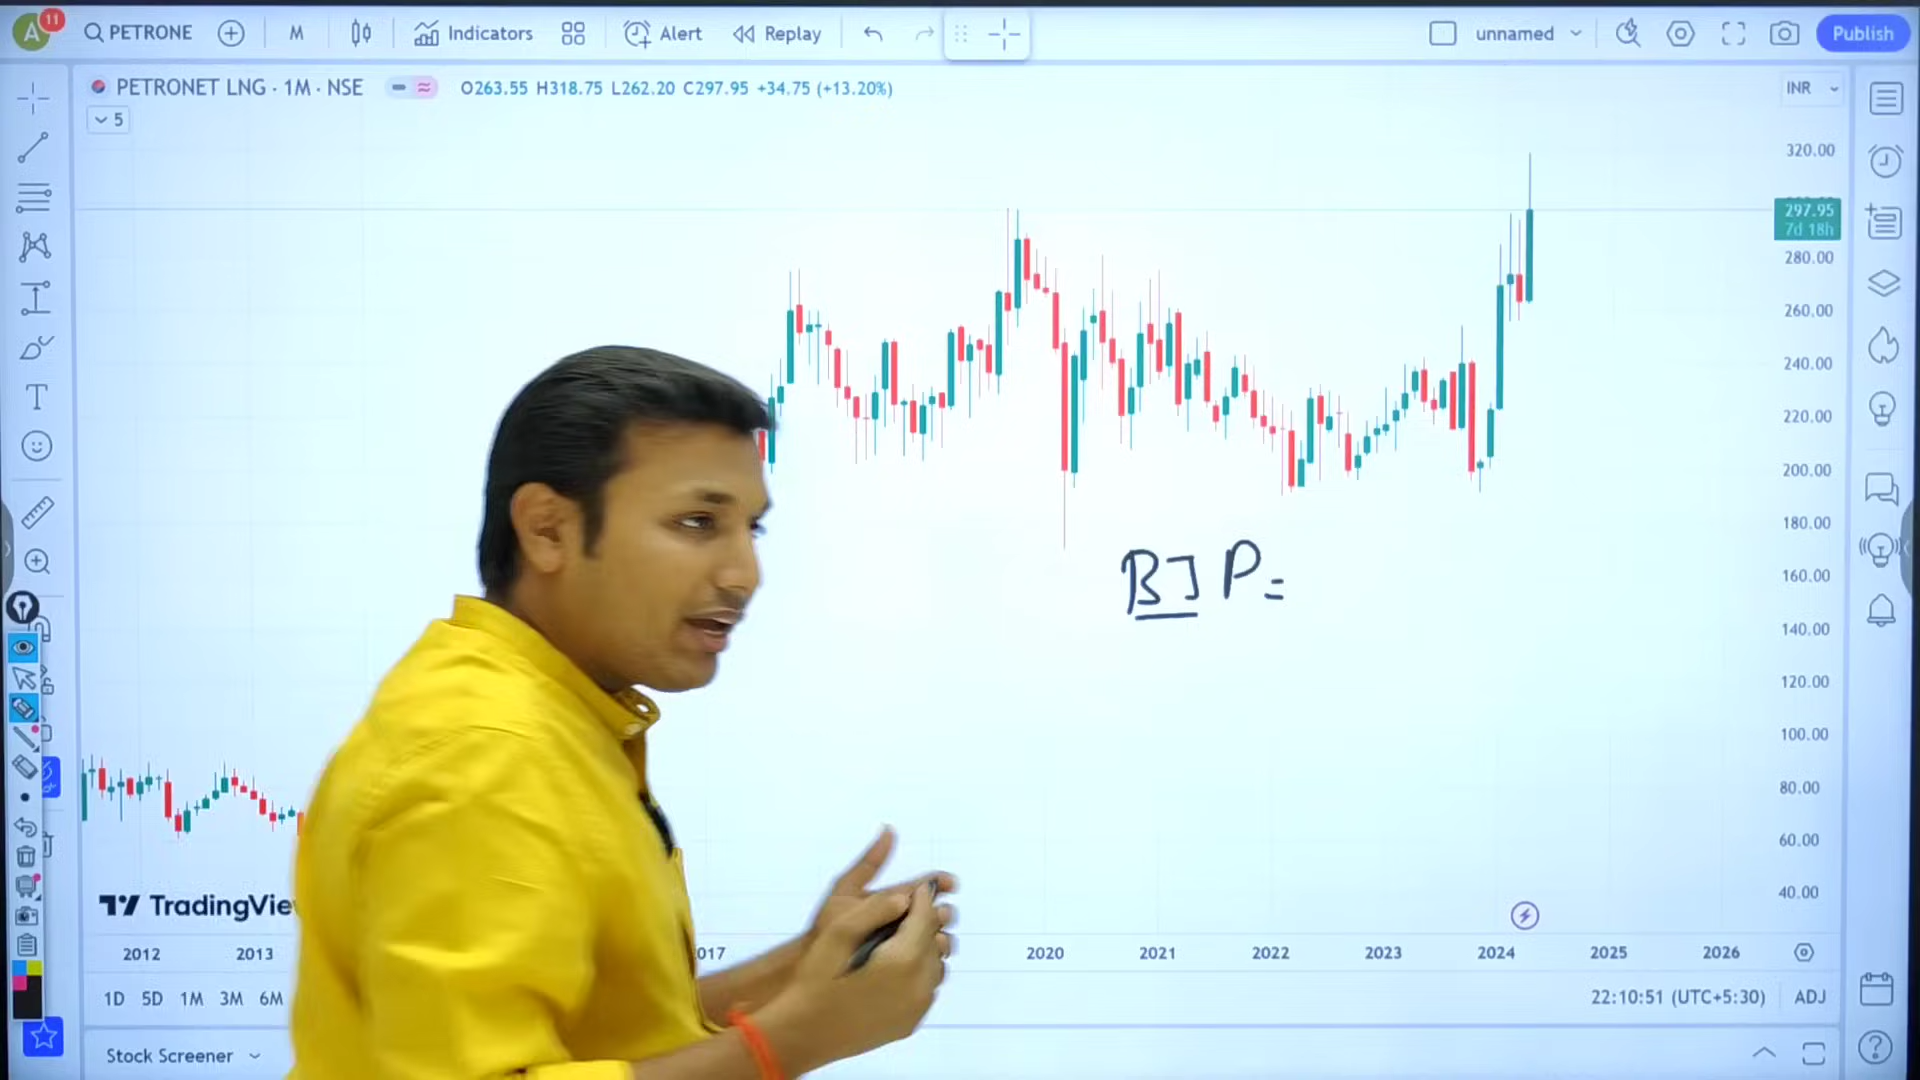 A 11 PETRONE M Indicators Alert Replay unnamed Publish
PETRONET LNG · 1M · NSE O263.55 H318.75 L262.20 C297.95 +34.75 (+13.20%) INR
5
320.00
297.95
7d 18h
280.00
260.00
240.00
220.00
200.00
180.00
160.00
140.00
120.00
100.00
80.00
60.00
40.00
BJP=
TradingVie
2012 2013 017 2020 2021 2022 2023 2024 2025 2026
1D 5D 1M 3M 6M 22:10:51 (UTC+5:30) ADJ
Stock Screener